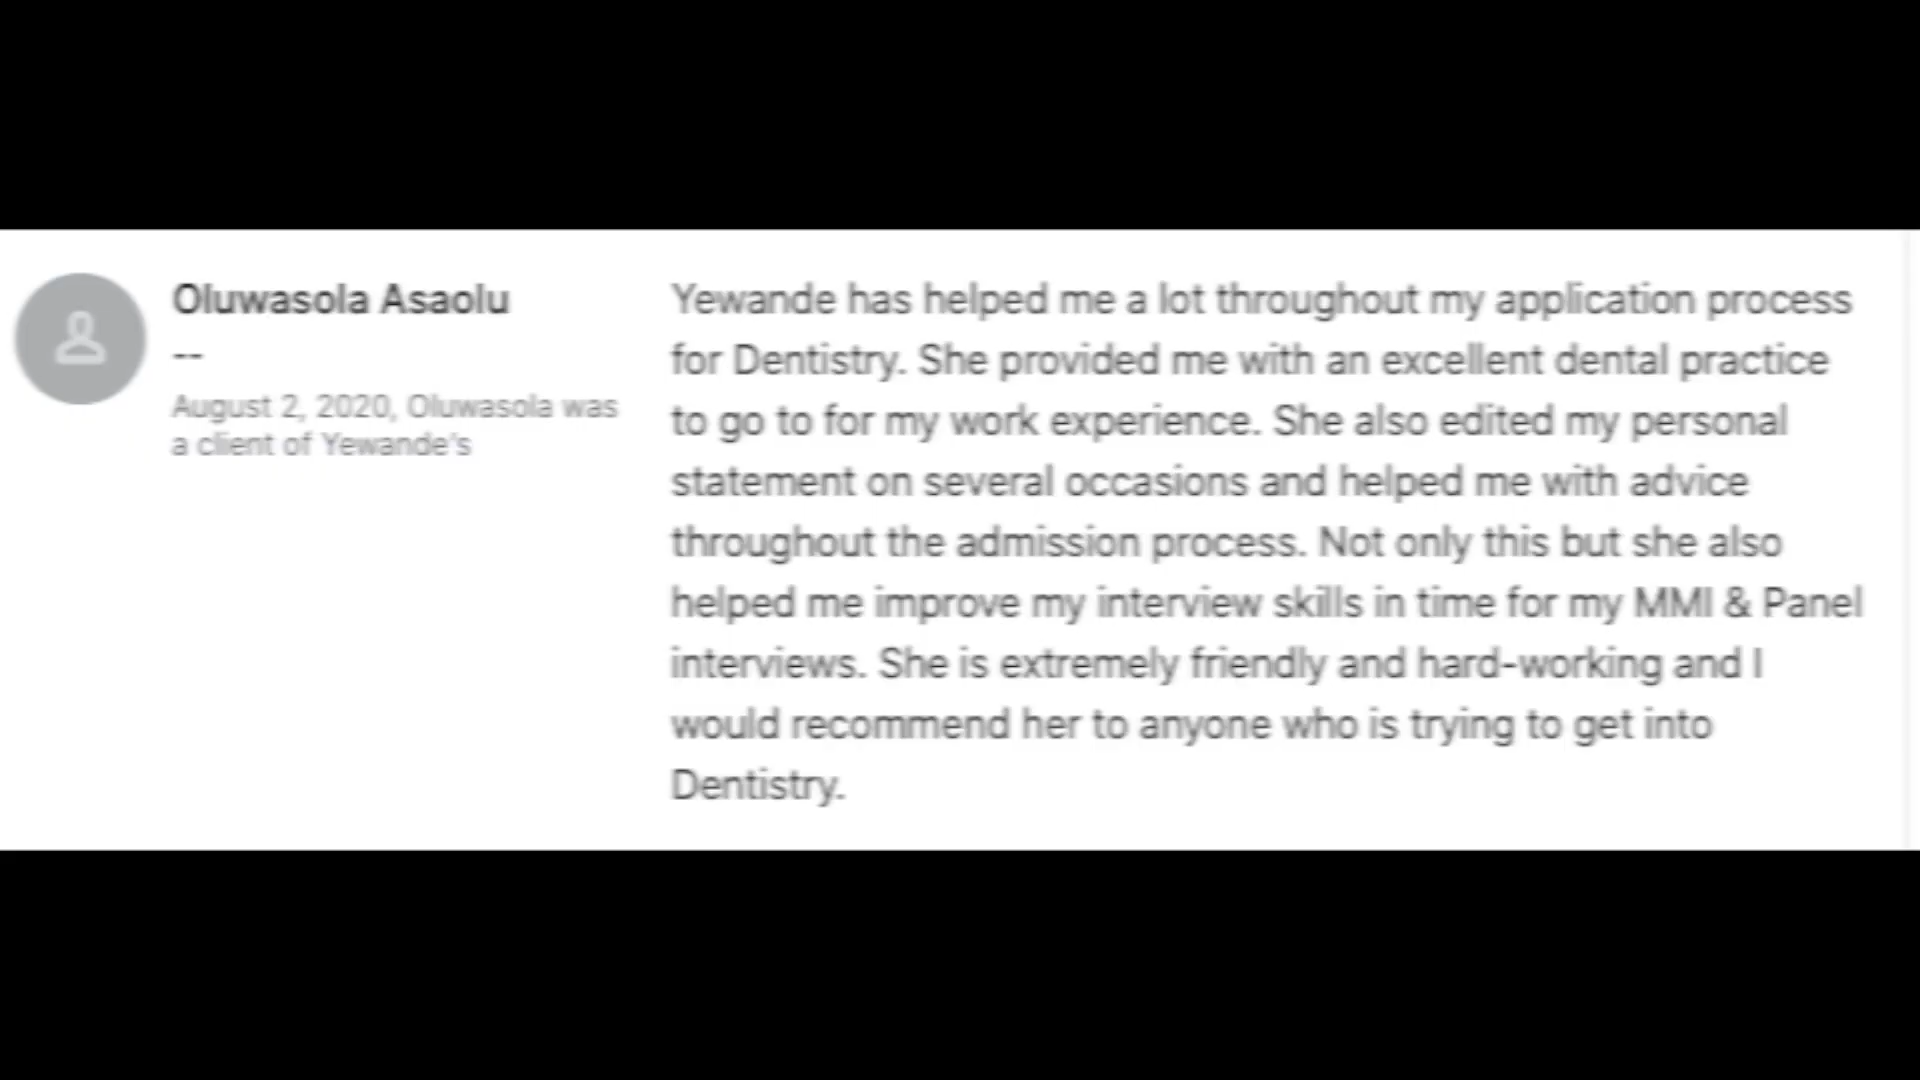 Oluwasola Asaolu
--
August 2, 2020, Oluwasola was
a client of Yewande's
Yewande has helped me a lot throughout my application process
for Dentistry. She provided me with an excellent dental practice
to go to for my work experience. She also edited my personal
statement on several occasions and helped me with advice
throughout the admission process. Not only this but she also
helped me improve my interview skills in time for my MMI & Panel
interviews. She is extremely friendly and hard-working and I
would recommend her to anyone who is trying to get into
Dentistry.